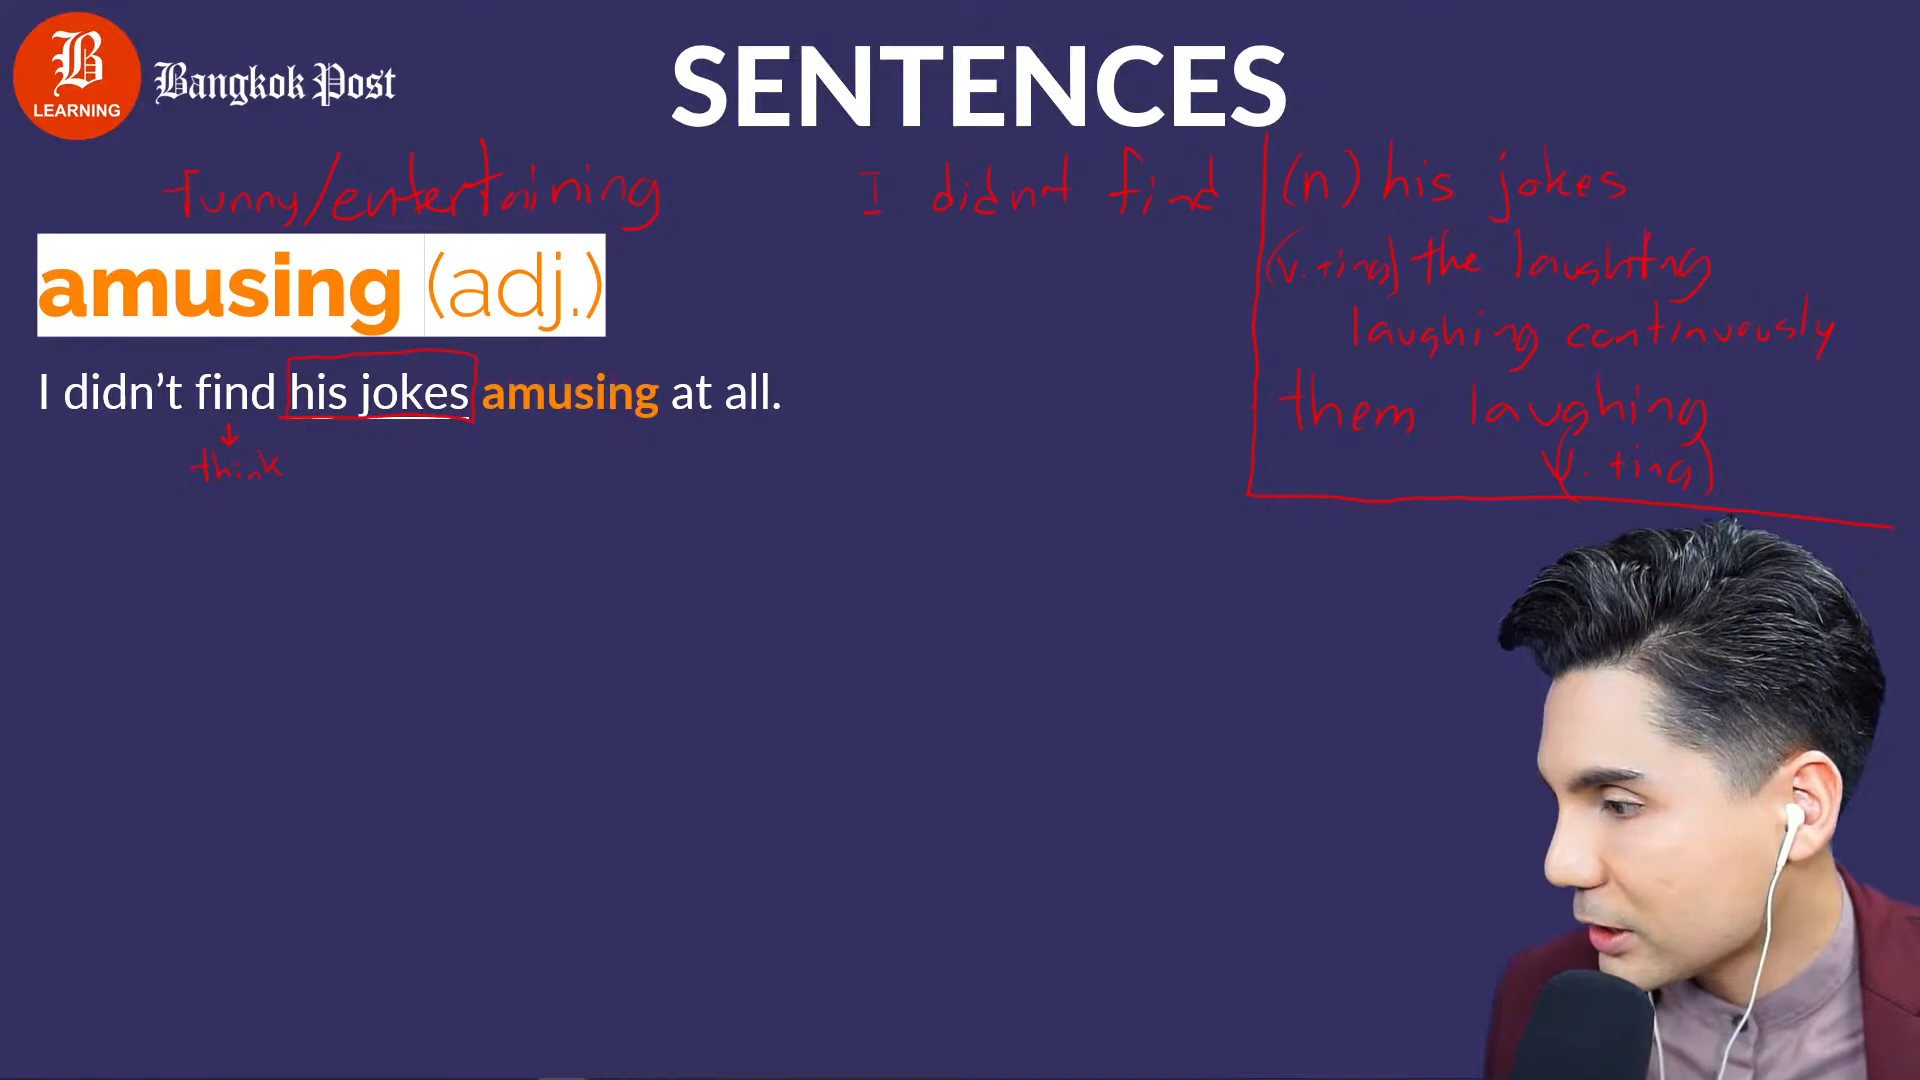 B
LEARNING
Bangkok Post
SENTENCES
funny/entertaining
amusing (adj.)
I didn't find his jokes amusing at all.
↓
think
I didn't find
(n) his jokes
(v. +ing) the laughing
laughing continuously
them laughing
(v. +ing)